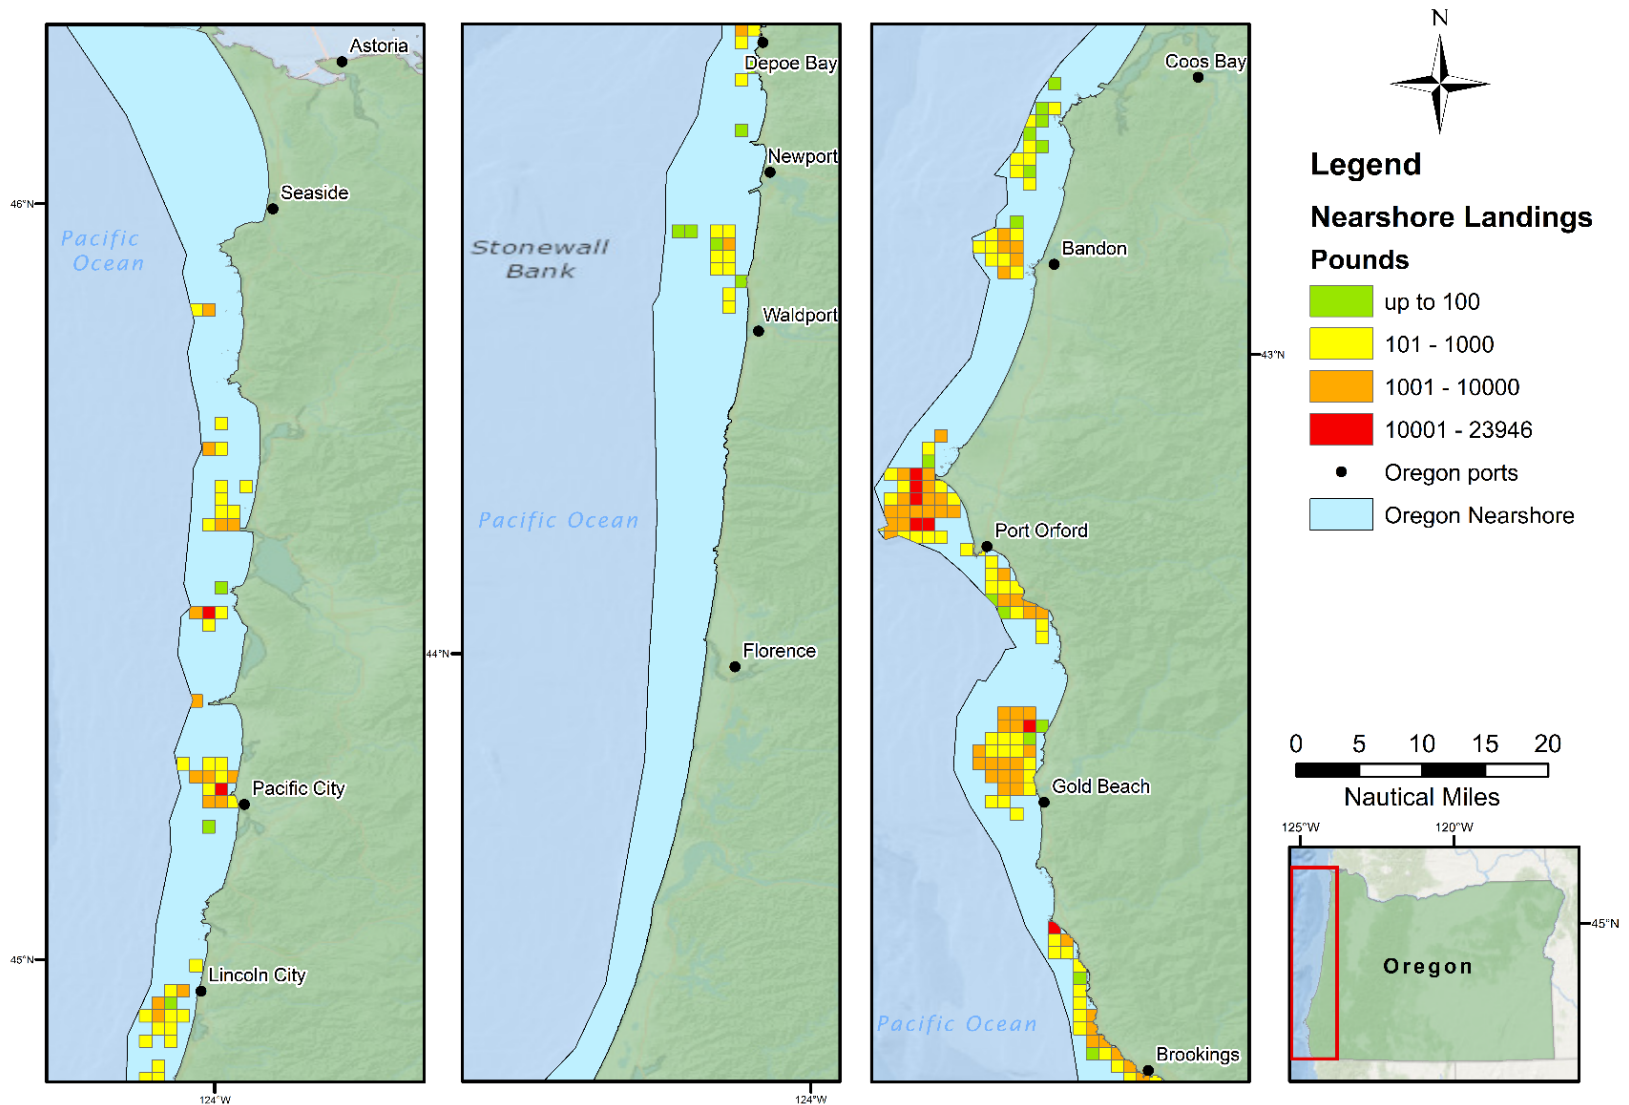 Astoria
Seaside
46°N
Pacific
Ocean
Pacific City
45°N
Lincoln City
124°W
Depoe Bay
Newport
Stonewall
Bank
Waldport
Pacific Ocean
44°N
Florence
124°W
Coos Bay
Bandon
43°N
Port Orford
Gold Beach
Pacific Ocean
Brookings
N
Legend
Nearshore Landings
Pounds
up to 100
101 - 1000
1001 - 10000
10001 - 23946
Oregon ports
Oregon Nearshore
0 5 10 15 20
Nautical Miles
125°W 120°W
45°N
Oregon